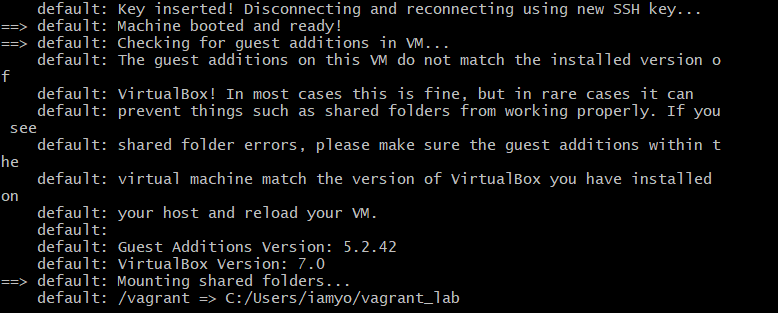 default: Key inserted! Disconnecting and reconnecting using new SSH key...
==> default: Machine booted and ready!
==> default: Checking for guest additions in VM...
default: The guest additions on this VM do not match the installed version o
f
default: VirtualBox! In most cases this is fine, but in rare cases it can
default: prevent things such as shared folders from working properly. If you
see
default: shared folder errors, please make sure the guest additions within t
he
default: virtual machine match the version of VirtualBox you have installed
on
default: your host and reload your VM.
default:
default: Guest Additions Version: 5.2.42
default: VirtualBox Version: 7.0
==> default: Mounting shared folders...
default: /vagrant => C:/Users/iamyo/vagrant_lab